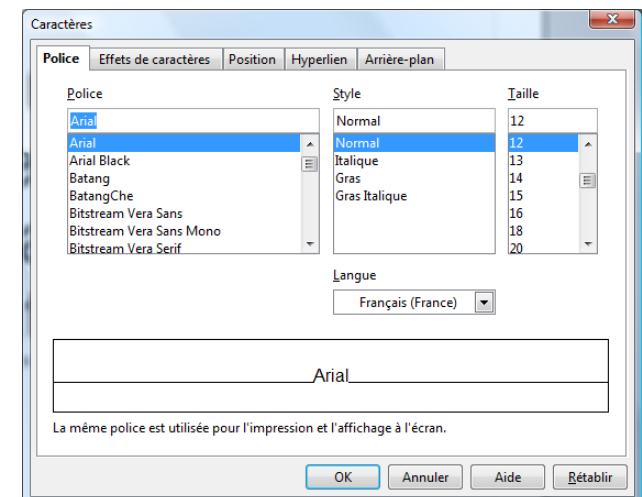 Caractères
Police Effets de caractères Position Hyperlien Arrière-plan
Police Style Taille
Arial Normal 12
Arial Normal 12
Arial Black Italique 13
Batang Gras 14
BatangChe Gras Italique 15
Bitstream Vera Sans 16
Bitstream Vera Sans Mono 18
Bitstream Vera Serif 20
Langue
Français (France)
Arial
La même police est utilisée pour l'impression et l'affichage à l'écran.
OK Annuler Aide Rétablir